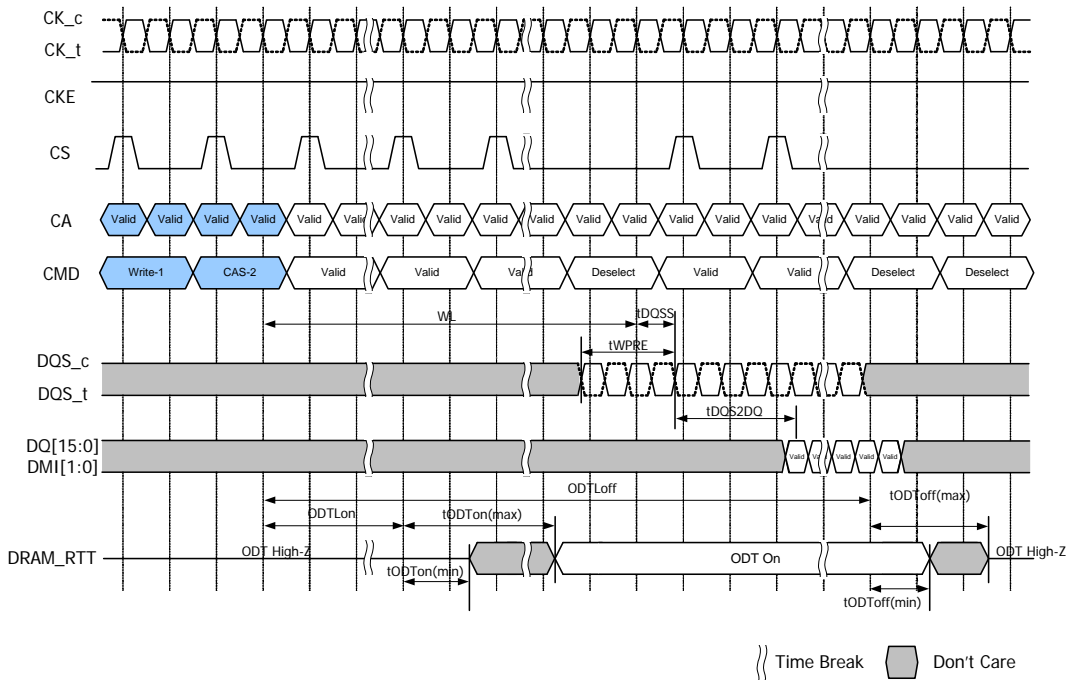 CK_c
CK_t
CKE
CS
CA
Valid Valid Valid Valid Valid Valid Valid Valid Valid Valid Valid Valid Valid Valid Valid Valid Valid Valid Valid Valid
CMD
Write-1 CAS-2 Valid Valid Valid Deselect Valid Valid Deselect Deselect
WL tDQSS
tWPRE
DQS_c
DQS_t
tDQS2DQ
DQ[15:0]
DMI[1:0]
Valid Valid Valid Valid Valid
ODTLoff
tODToff(max)
ODTLon tODTon(max)
DRAM_RTT
ODT High-Z ODT On ODT High-Z
tODTon(min)
tODToff(min)
Time Break Don't Care